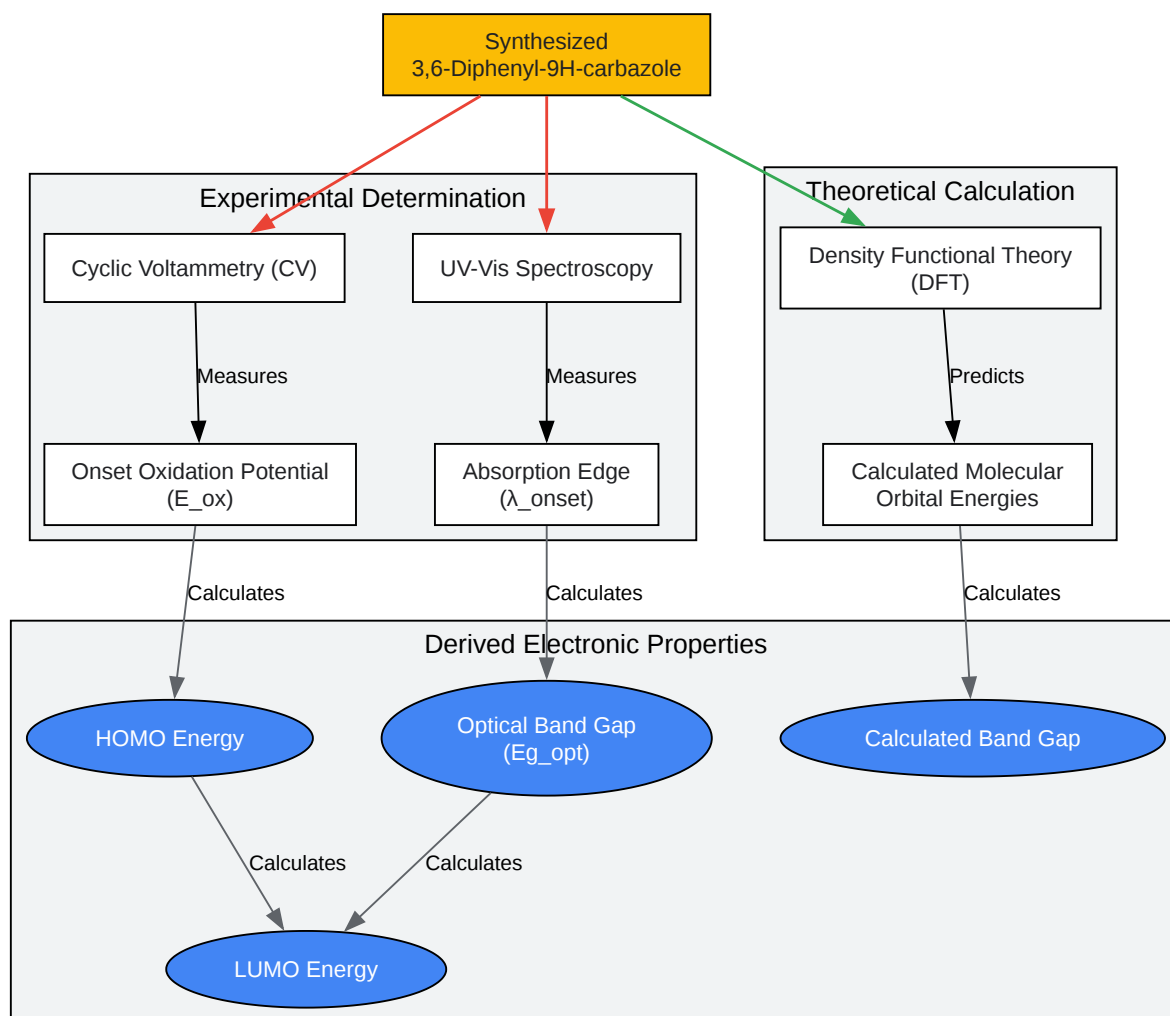 Synthesized
3,6-Diphenyl-9H-carbazole
Experimental Determination
Theoretical Calculation
Cyclic Voltammetry (CV)
UV-Vis Spectroscopy
Density Functional Theory
(DFT)
Measures
Measures
Predicts
Onset Oxidation Potential
(E_ox)
Absorption Edge
(λ_onset)
Calculated Molecular
Orbital Energies
Calculates
Calculates
Calculates
Derived Electronic Properties
HOMO Energy
Optical Band Gap
(Eg_opt)
Calculated Band Gap
Calculates
Calculates
LUMO Energy